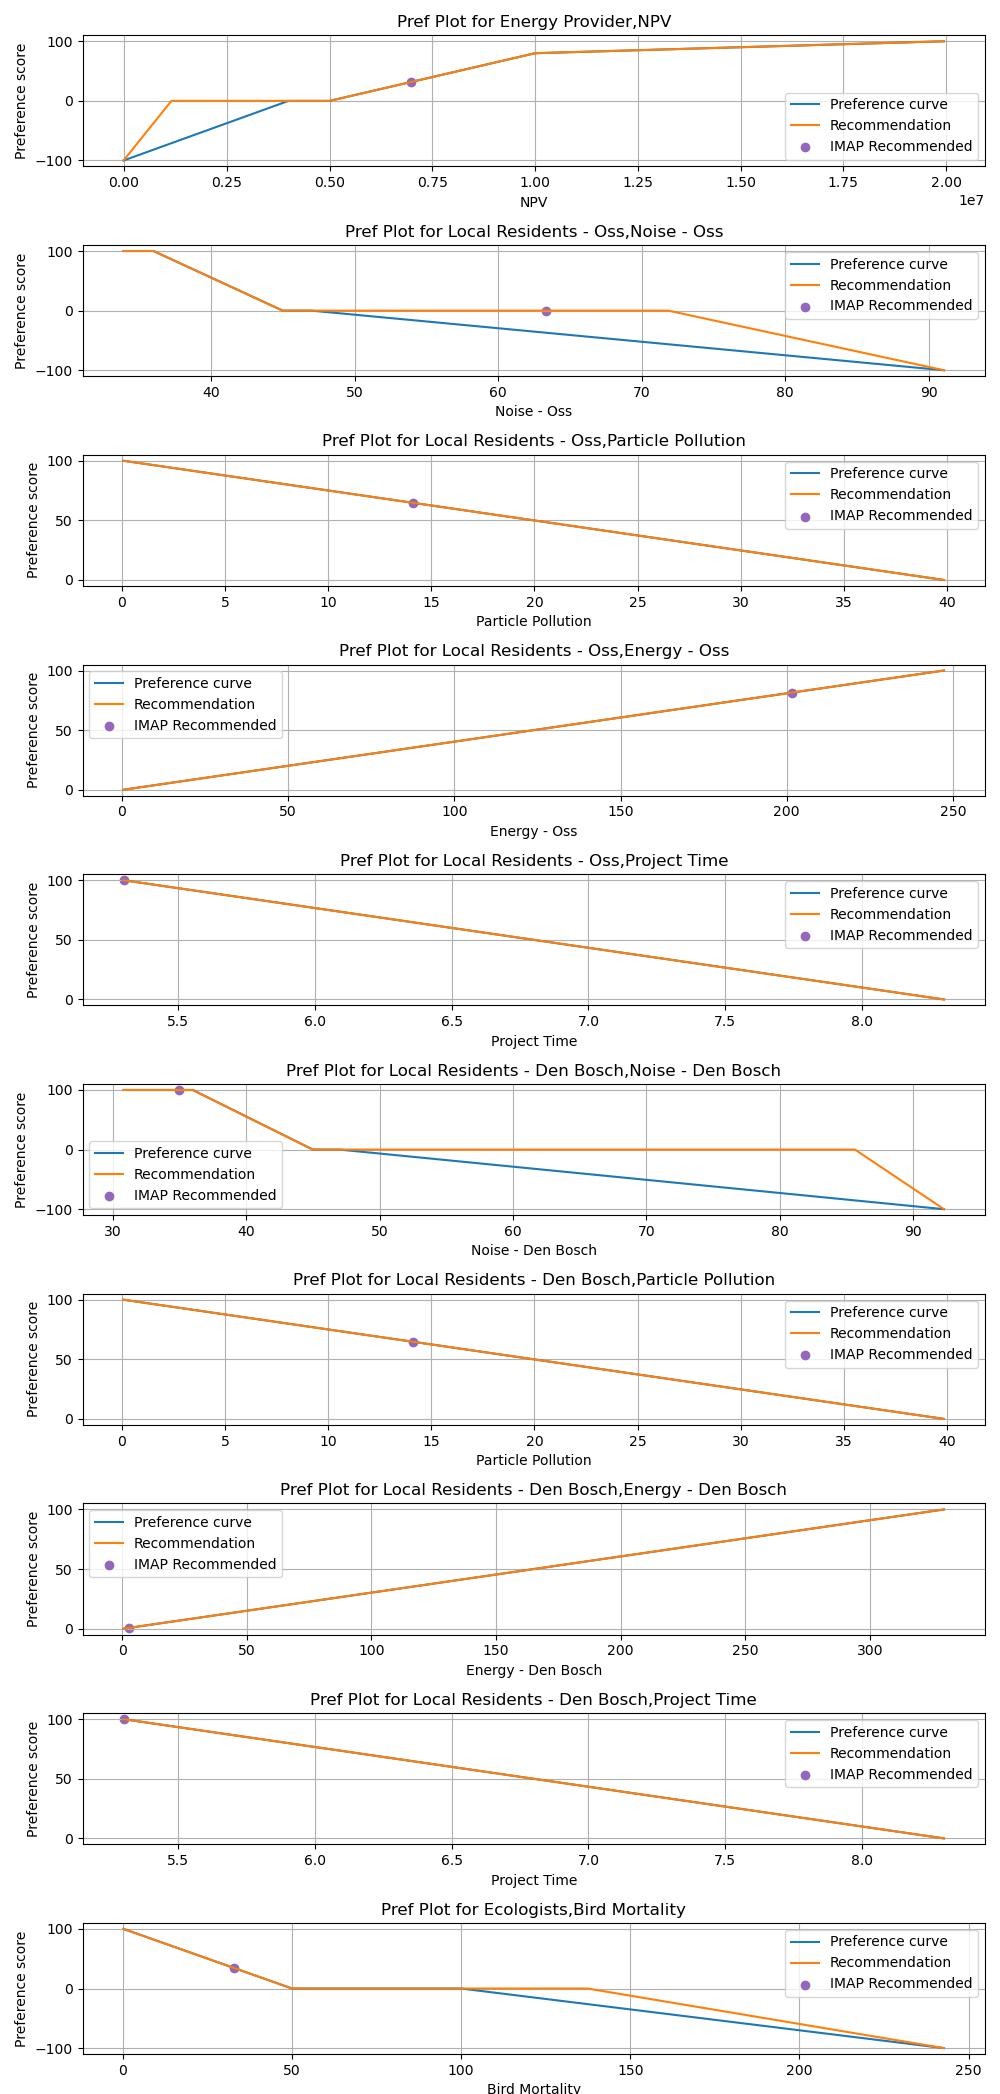 Pref Plot for Energy Provider,NPV
100
0
−100
Preference score
Preference curve
Recommendation
IMAP Recommended
0.00 0.25 0.50 0.75 1.00 1.25 1.50 1.75 2.00
1e7
NPV
Pref Plot for Local Residents - Oss,Noise - Oss
100
0
−100
Preference score
Preference curve
Recommendation
IMAP Recommended
40 50 60 70 80 90
Noise - Oss
Pref Plot for Local Residents - Oss,Particle Pollution
100
50
0
Preference score
Preference curve
Recommendation
IMAP Recommended
0 5 10 15 20 25 30 35 40
Particle Pollution
Pref Plot for Local Residents - Oss,Energy - Oss
100
50
0
Preference score
Preference curve
Recommendation
IMAP Recommended
0 50 100 150 200 250
Energy - Oss
Pref Plot for Local Residents - Oss,Project Time
100
50
0
Preference score
Preference curve
Recommendation
IMAP Recommended
5.5 6.0 6.5 7.0 7.5 8.0
Project Time
Pref Plot for Local Residents - Den Bosch,Noise - Den Bosch
100
0
−100
Preference score
Preference curve
Recommendation
IMAP Recommended
30 40 50 60 70 80 90
Noise - Den Bosch
Pref Plot for Local Residents - Den Bosch,Particle Pollution
100
50
0
Preference score
Preference curve
Recommendation
IMAP Recommended
0 5 10 15 20 25 30 35 40
Particle Pollution
Pref Plot for Local Residents - Den Bosch,Energy - Den Bosch
100
50
0
Preference score
Preference curve
Recommendation
IMAP Recommended
0 50 100 150 200 250 300
Energy - Den Bosch
Pref Plot for Local Residents - Den Bosch,Project Time
100
50
0
Preference score
Preference curve
Recommendation
IMAP Recommended
5.5 6.0 6.5 7.0 7.5 8.0
Project Time
Pref Plot for Ecologists,Bird Mortality
100
0
−100
Preference score
Preference curve
Recommendation
IMAP Recommended
0 50 100 150 200 250
Bird Mortality